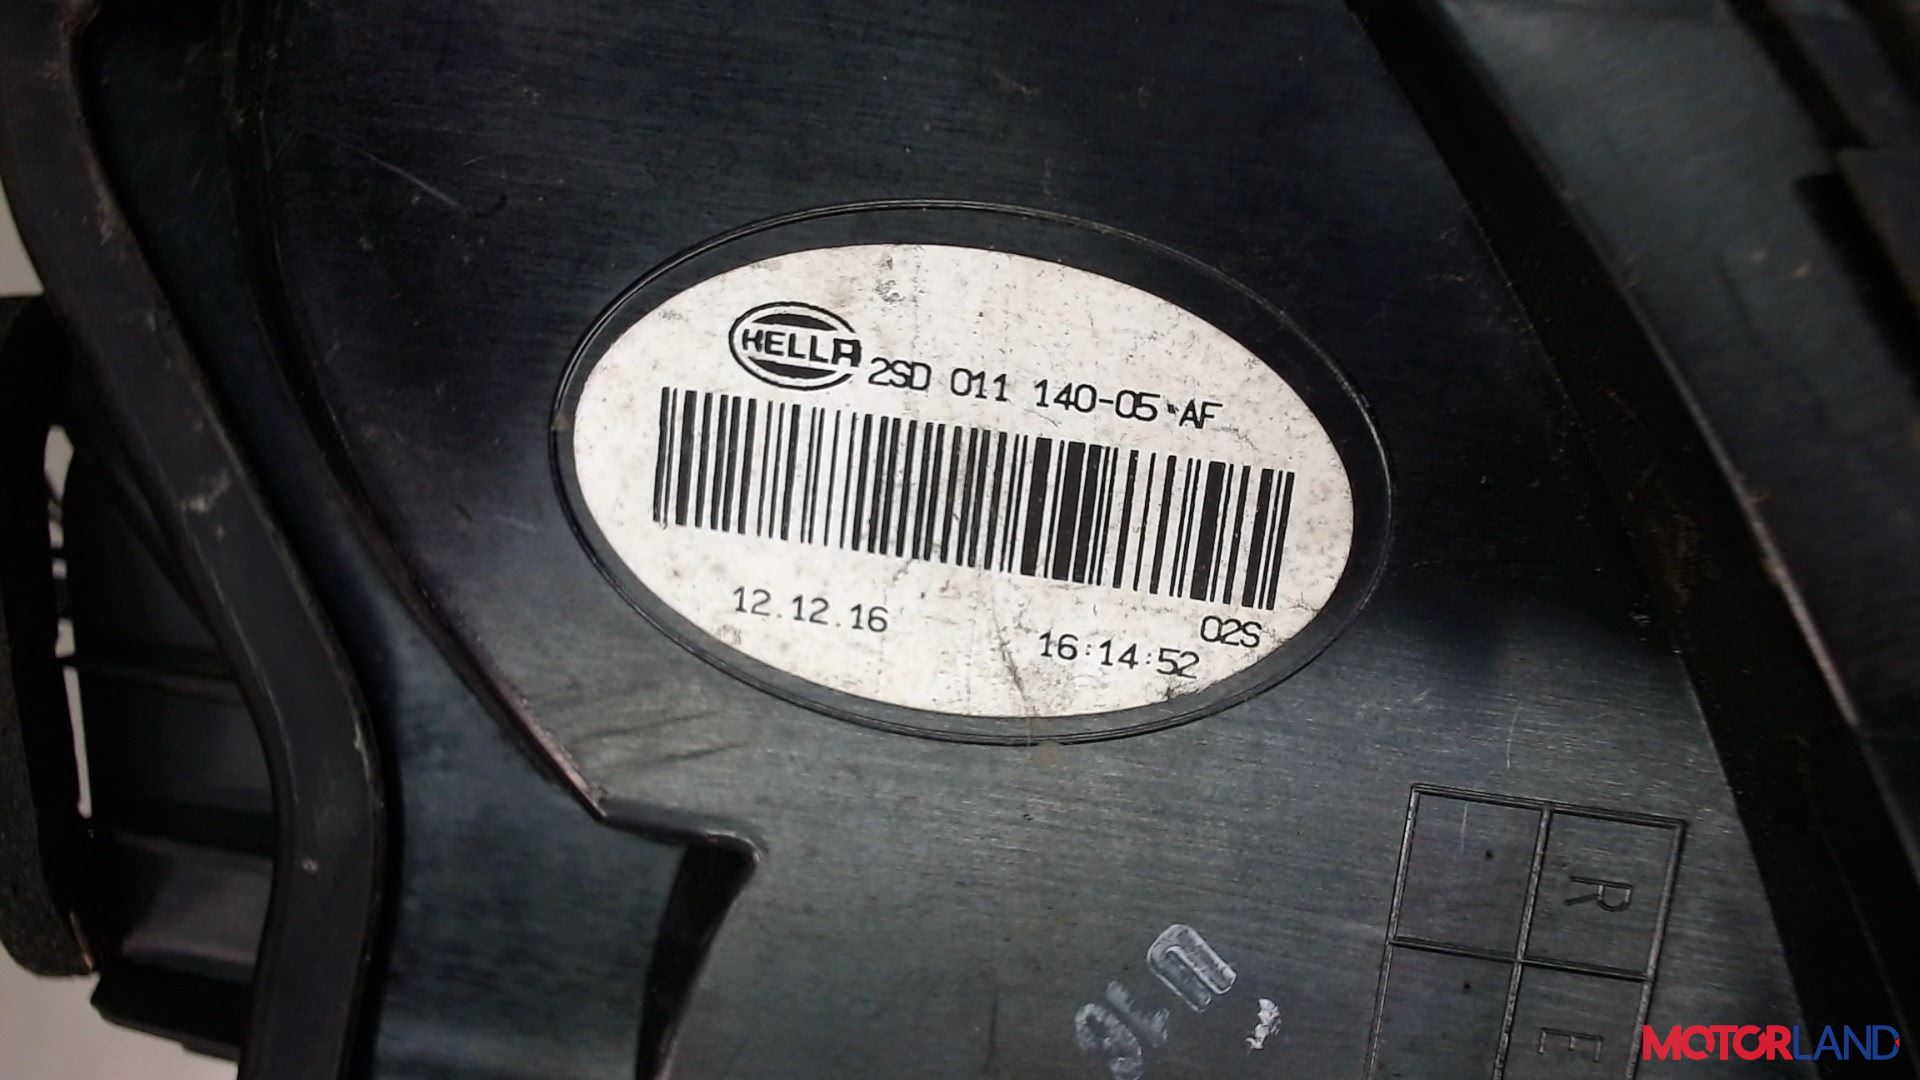 HELLA 2SD 011 140-05 "AF
12.12.16
16:14:52
02S
R
E
MOTORLAND